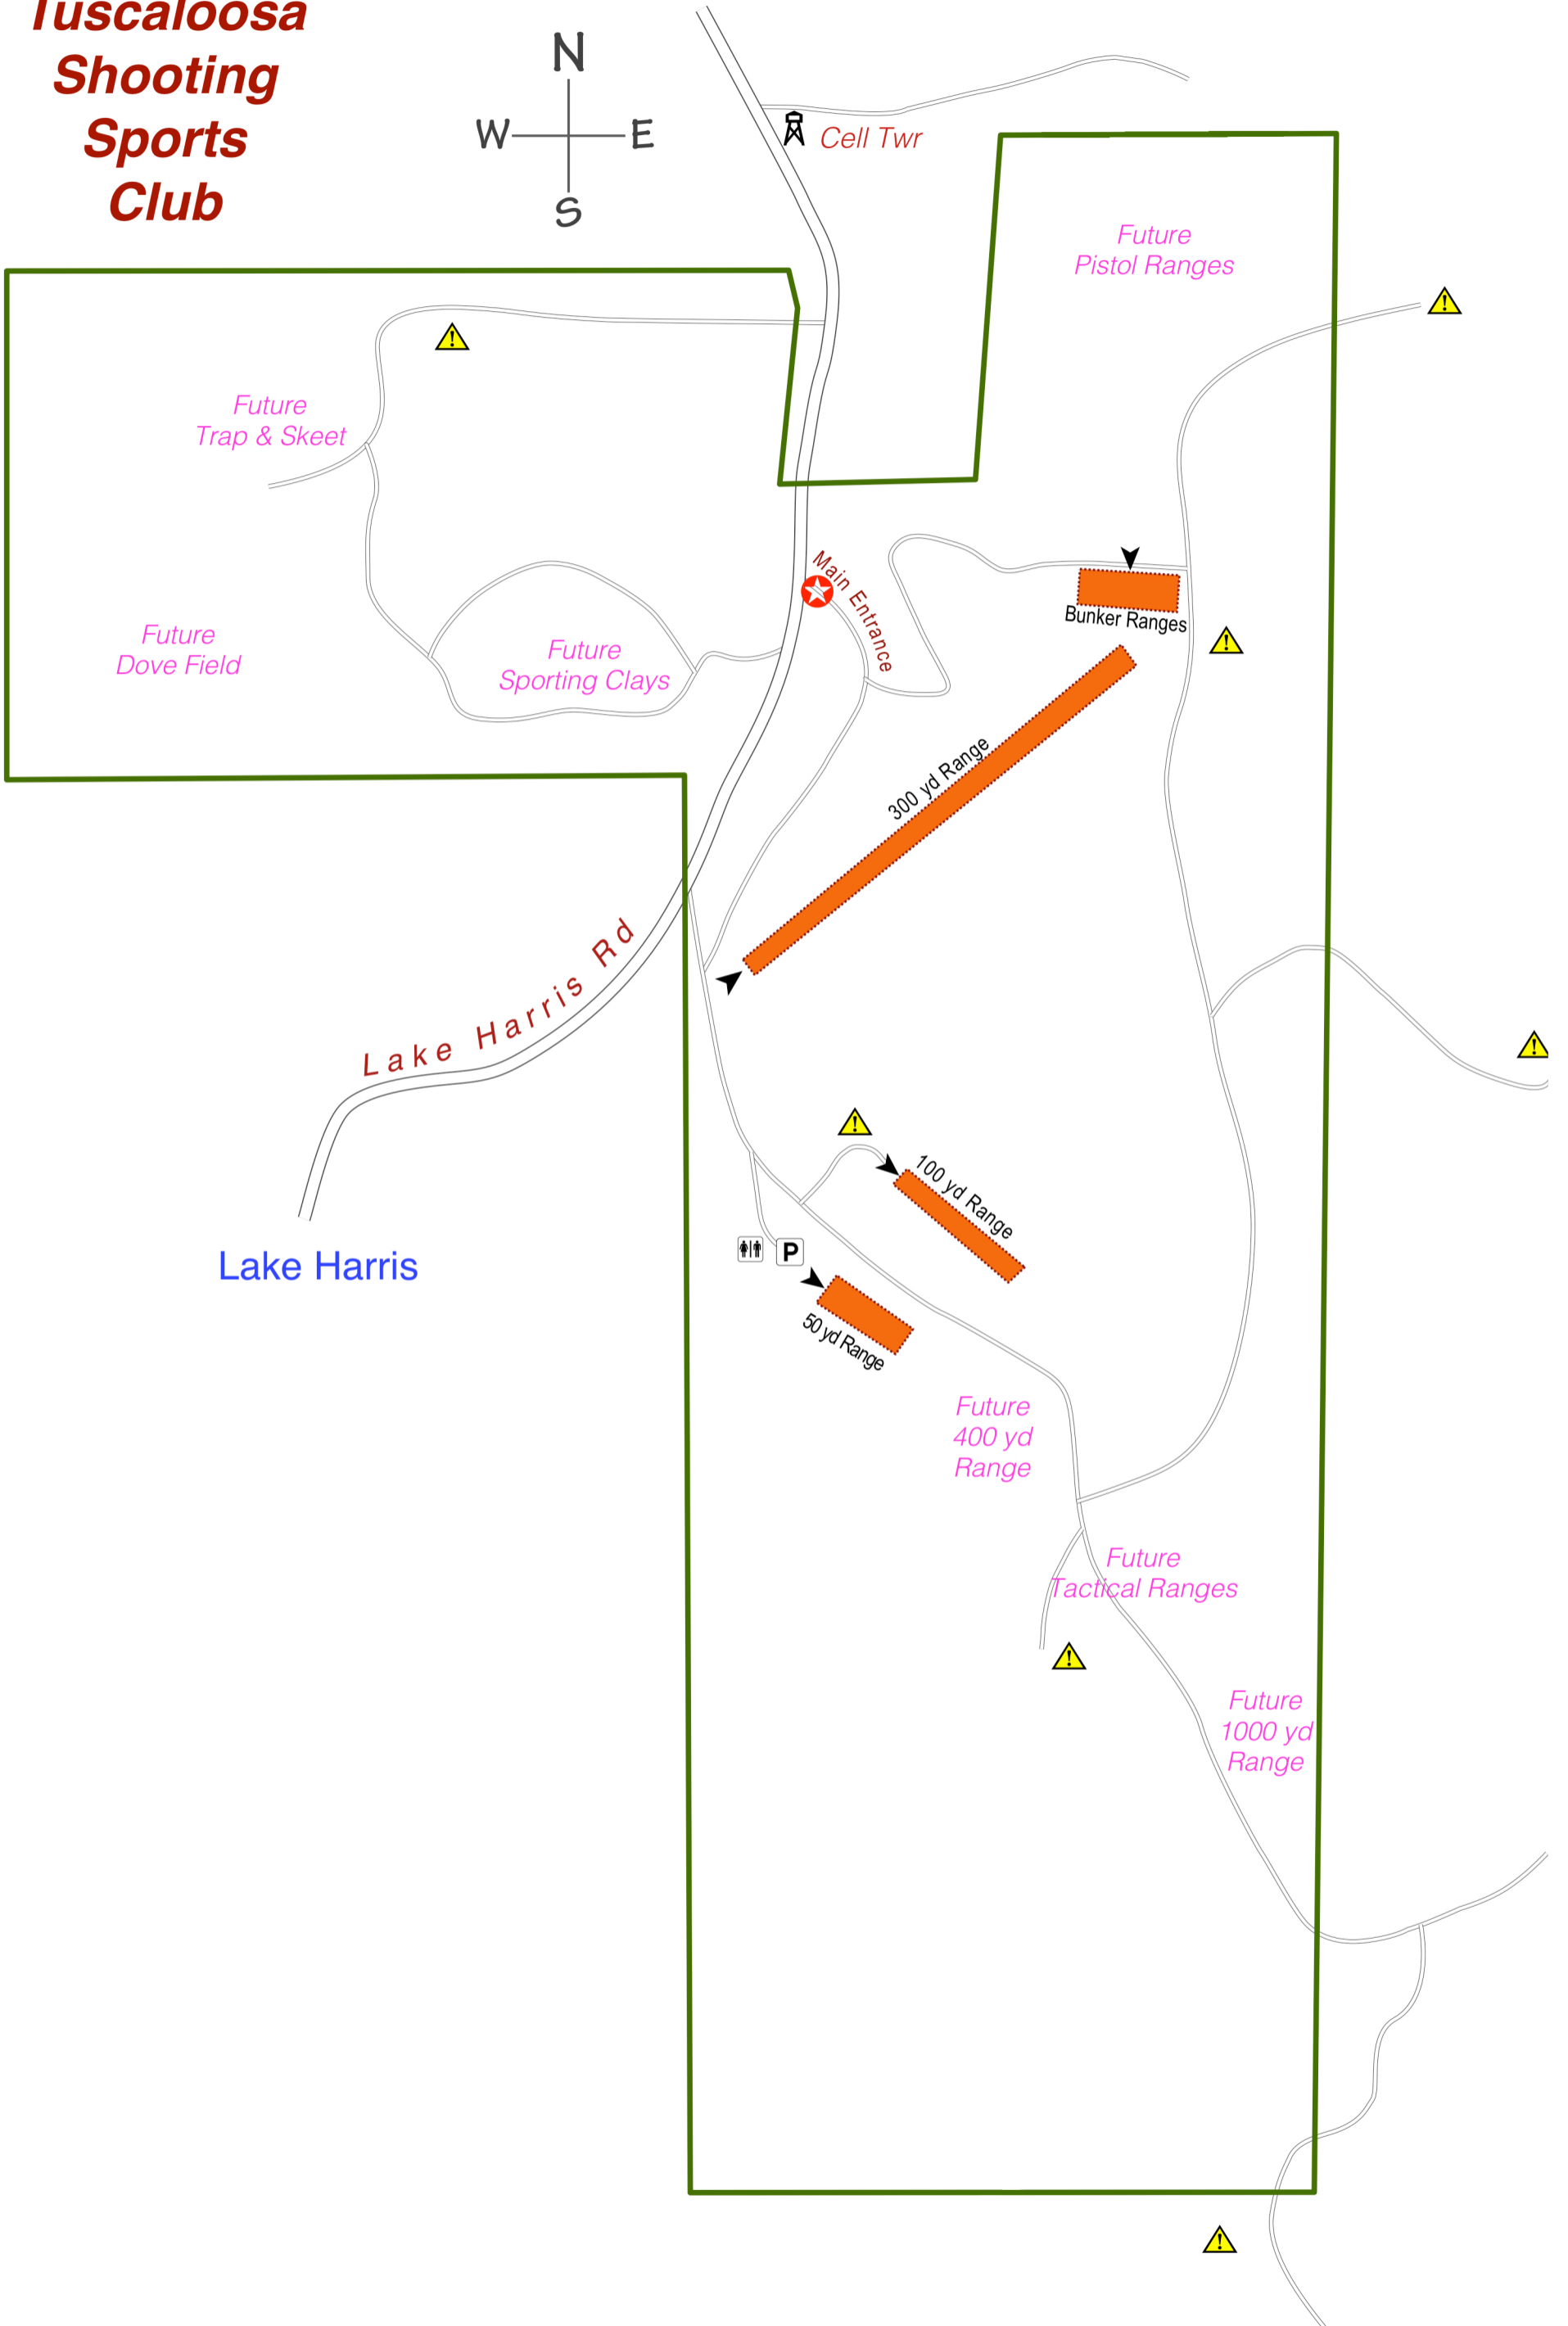 Tuscaloosa
Shooting
Sports
Club
N
W
E
S
Cell Twr
Future
Pistol Ranges
Future
Trap & Skeet
Main Entrance
Bunker Ranges
Future
Dove Field
Future
Sporting Clays
300 yd Range
Lake Harris Rd
Lake Harris
100 yd Range
P
50 yd Range
Future
400 yd
Range
Future
Tactical Ranges
Future
1000 yd
Range